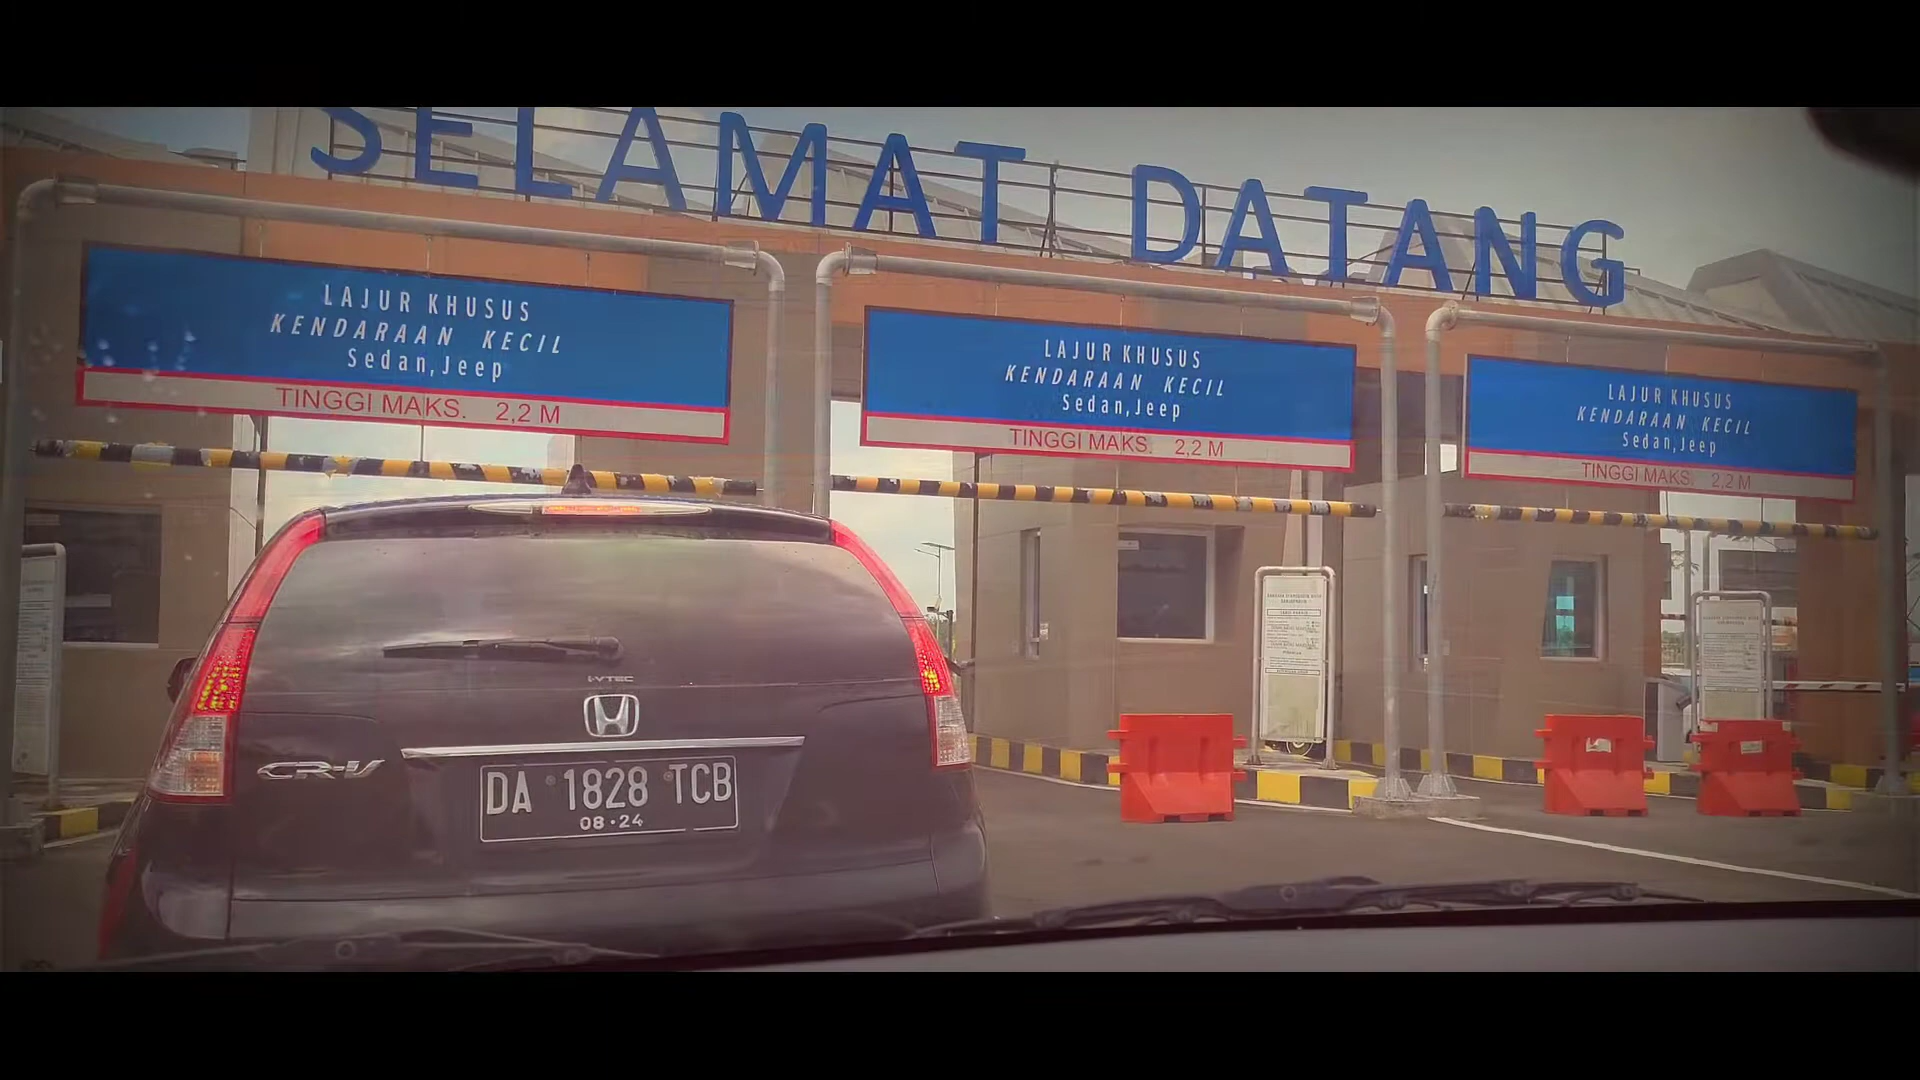 SELAMAT DATANG
LAJUR KHUSUS
KENDARAAN KECIL
Sedan,Jeep
TINGGI MAKS. 2,2 M
LAJUR KHUSUS
KENDARAAN KECIL
Sedan,Jeep
TINGGI MAKS. 2,2 M
LAJUR KHUSUS
KENDARAAN KECIL
Sedan,Jeep
TINGGI MAKS. 2,2 M
i-VTEC
CR-V
DA 1828 TCB
08·24